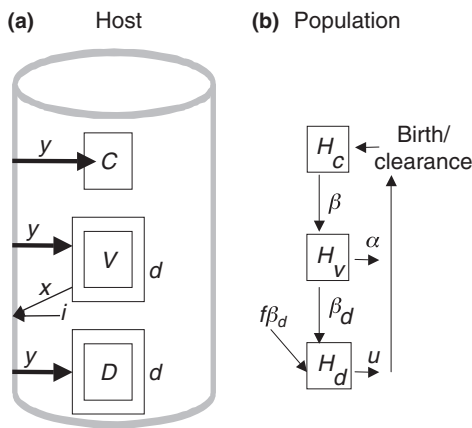 (a) Host
y
C
y
V
d
x
i
y
D
d
(b) Population
H_c
Birth/
clearance
β
H_v
α
β_d
fβ_d
H_d
u